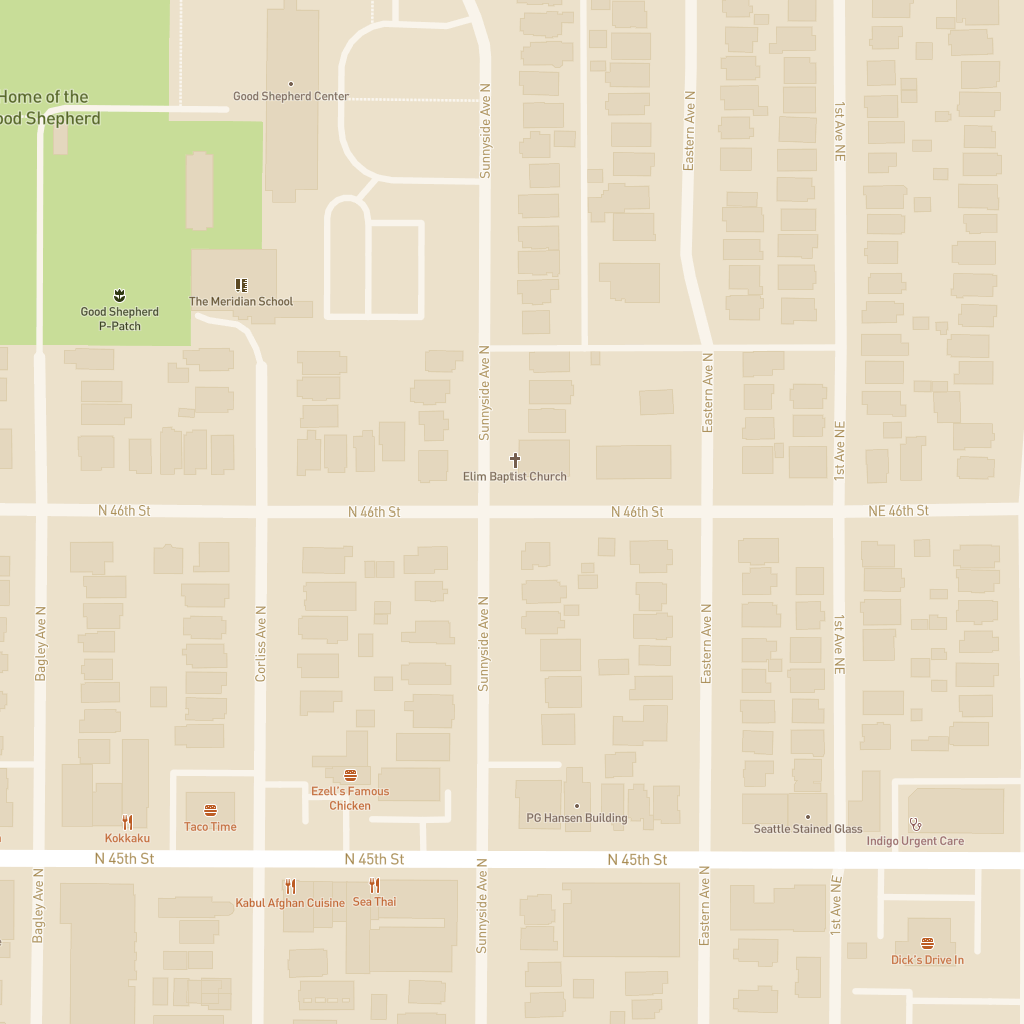 Good Shepherd Center
Home of the
ood Shepherd
Sunnyside Ave N
Eastern Ave N
1st Ave NE
The Meridian School
Good Shepherd
P-Patch
Sunnyside Ave N
Eastern Ave N
1st Ave NE
Elim Baptist Church
N 46th St
N 46th St
N 46th St
NE 46th St
Bagley Ave N
Corliss Ave N
Sunnyside Ave N
Eastern Ave N
1st Ave NE
Ezell's Famous
Chicken
Kokkaku
Taco Time
PG Hansen Building
Seattle Stained Glass
Indigo Urgent Care
N 45th St
N 45th St
N 45th St
Bagley Ave N
Sunnyside Ave N
Eastern Ave N
1st Ave NE
Kabul Afghan Cuisine
Sea Thai
Dick's Drive In